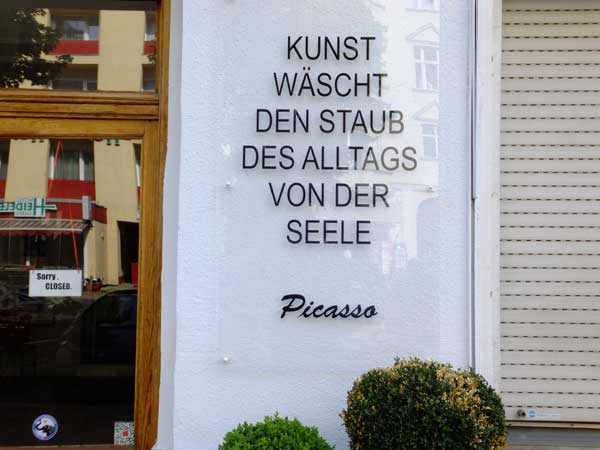 KUNST
WÄSCHT
DEN STAUB
DES ALLTAGS
VON DER
SEELE
Picasso
Sorry,
CLOSED.